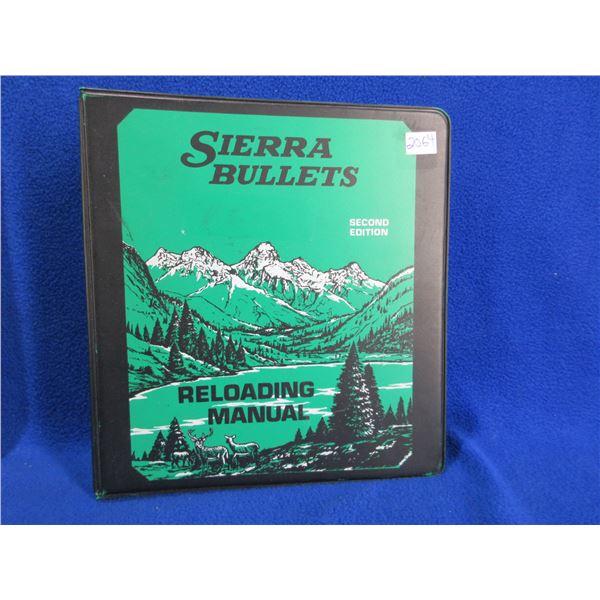 SIERRA
BULLETS
2064
SECOND
EDITION
RELOADING
MANUAL